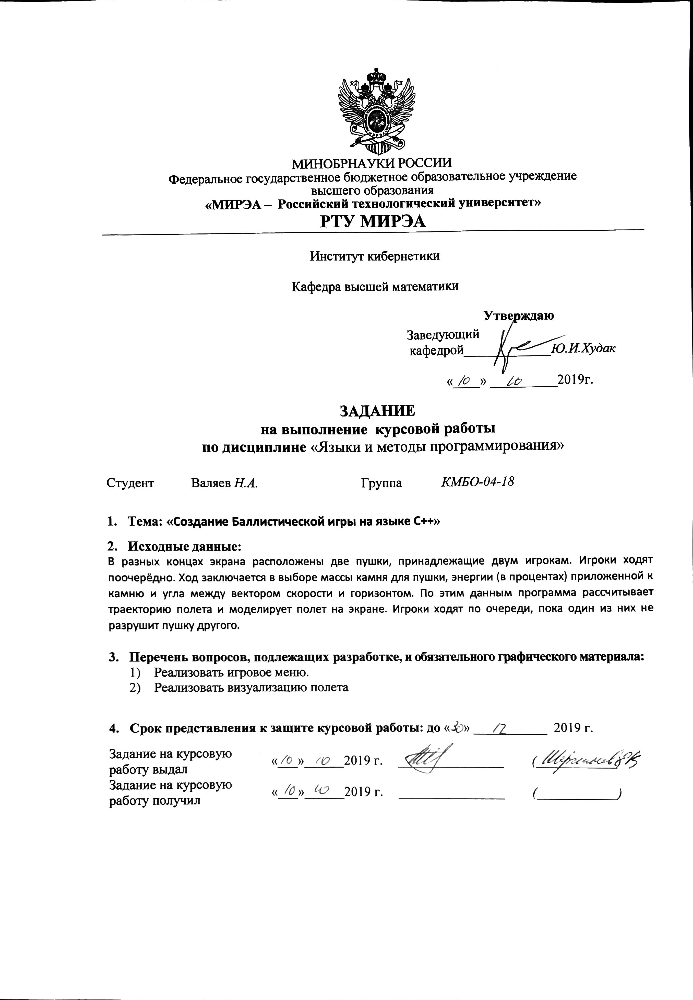 МИРЭА
МИНОБРНАУКИ РОССИИ
Федеральное государственное бюджетное образовательное учреждение
высшего образования
«МИРЭА – Российский технологический университет»
РТУ МИРЭА
Институт кибернетики
Кафедра высшей математики
Утверждаю
Заведующий
кафедрой Ю.И.Худак
«10» 10 2019г.
ЗАДАНИЕ
на выполнение курсовой работы
по дисциплине «Языки и методы программирования»
Студент Валяев Н.А. Группа КМБО-04-18
1. Тема: «Создание Баллистической игры на языке С++»
2. Исходные данные:
В разных концах экрана расположены две пушки, принадлежащие двум игрокам. Игроки ходят
поочерёдно. Ход заключается в выборе массы камня для пушки, энергии (в процентах) приложенной к
камню и угла между вектором скорости и горизонтом. По этим данным программа рассчитывает
траекторию полета и моделирует полет на экране. Игроки ходят по очереди, пока один из них не
разрушит пушку другого.
3. Перечень вопросов, подлежащих разработке, и обязательного графического материала:
1) Реализовать игровое меню.
2) Реализовать визуализацию полета
4. Срок представления к защите курсовой работы: до «30» 12 2019 г.
Задание на курсовую
работу выдал «10» 10 2019 г. (
Задание на курсовую
работу получил «10» 10 2019 г. ( )